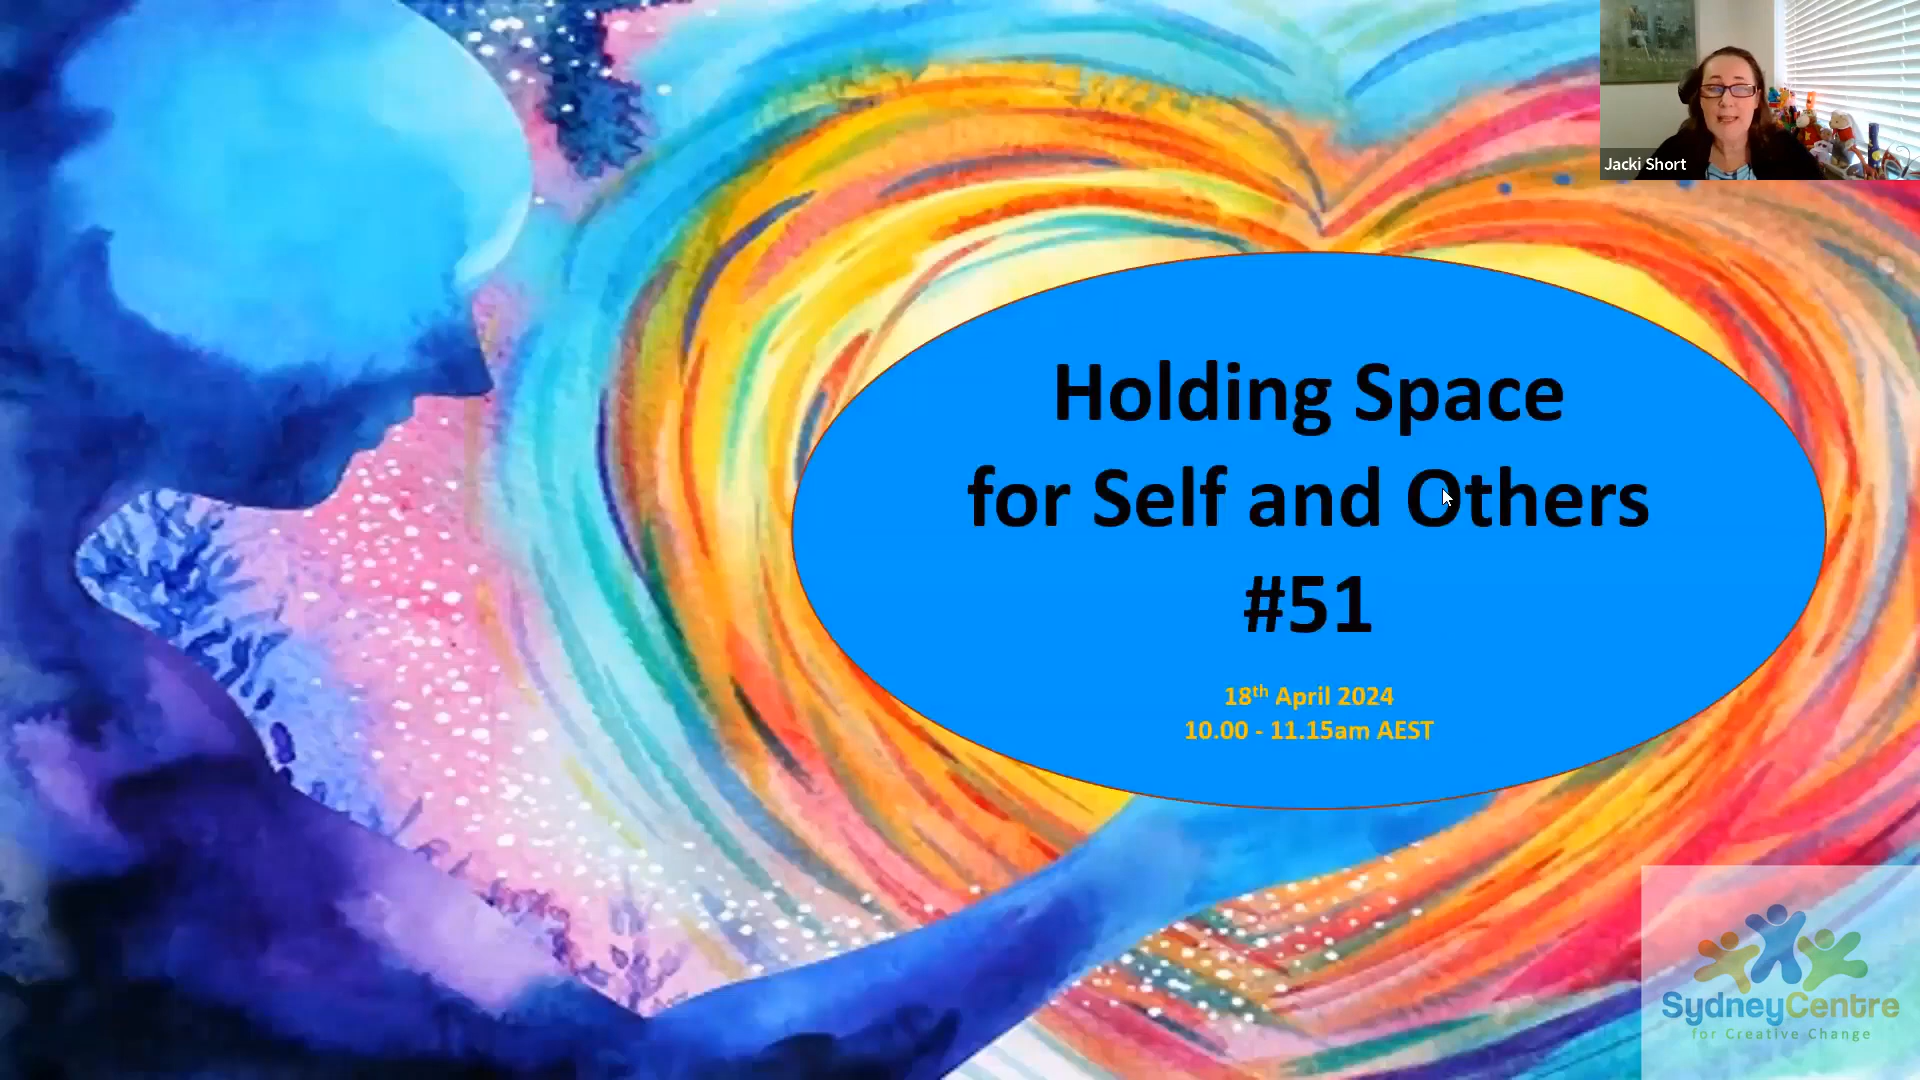 Jacki Short
Holding Space
for Self and Others
#51
18th April 2024
10.00 - 11.15am AEST
SydneyCentre
for Creative Change